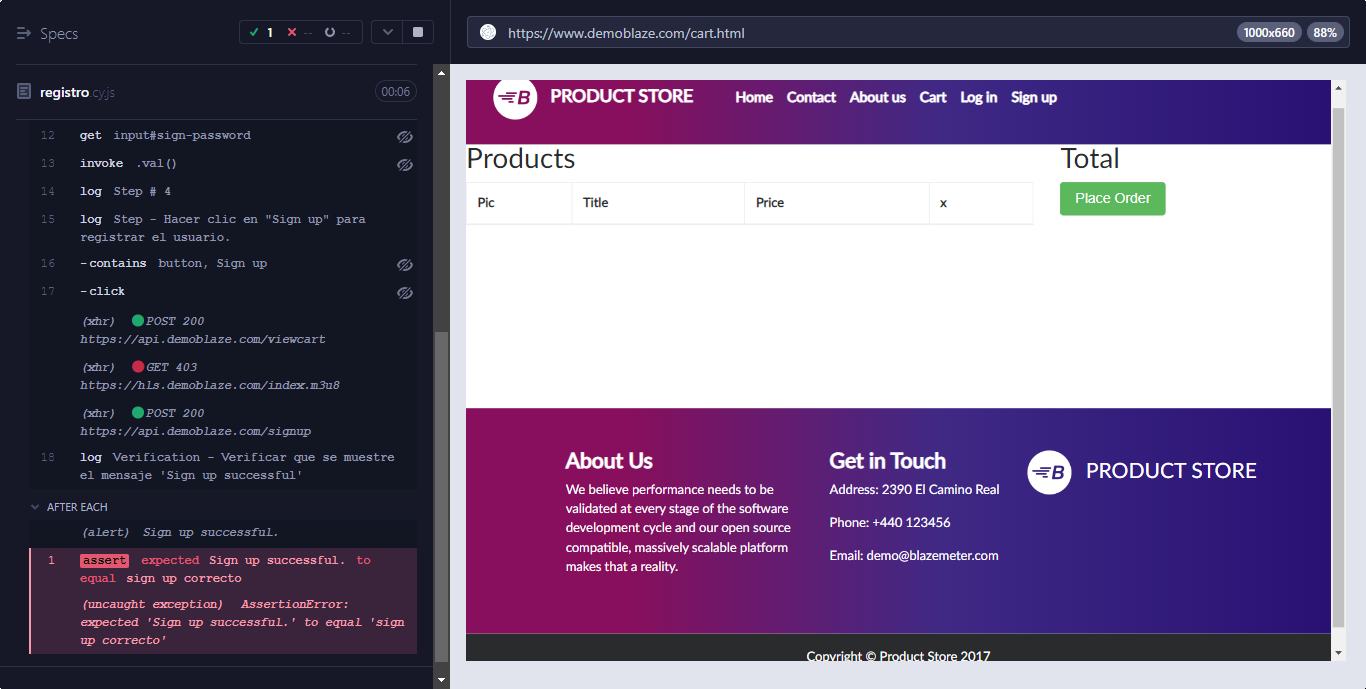 Specs
1 -- --
registro.cy.js
00:06
12 get input#sign-password
13 invoke .val()
14 log Step # 4
15 log Step - Hacer clic en "Sign up" para
registrar el usuario.
16 -contains button, Sign up
17 -click
(xhr) POST 200
https://api.demoblaze.com/viewcart
(xhr) GET 403
https://hls.demoblaze.com/index.m3u8
(xhr) POST 200
https://api.demoblaze.com/signup
18 log Verification - Verificar que se muestre
el mensaje 'Sign up successful'
AFTER EACH
(alert) Sign up successful.
1 assert expected Sign up successful. to
equal sign up correcto
(uncaught exception) AssertionError:
expected 'Sign up successful.' to equal 'sign
up correcto'
https://www.demoblaze.com/cart.html
1000x660 88%
B PRODUCT STORE Home Contact About us Cart Log in Sign up
Products
Pic Title Price x
Total
Place Order
About Us
We believe performance needs to be
validated at every stage of the software
development cycle and our open source
compatible, massively scalable platform
makes that a reality.
Get in Touch
Address: 2390 El Camino Real
Phone: +440 123456
Email: demo@blazemeter.com
B PRODUCT STORE
Copyright © Product Store 2017